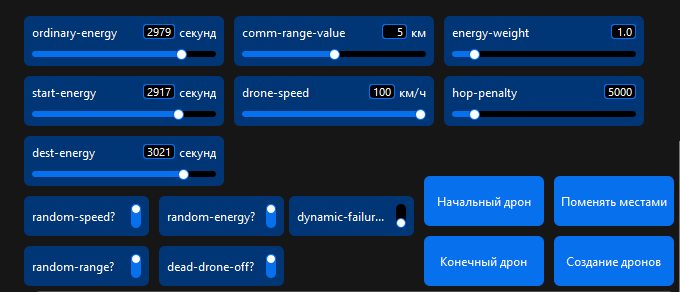 ordinary-energy 2979 секунд
comm-range-value 5 км
energy-weight 1.0
start-energy 2917 секунд
drone-speed 100 км/ч
hop-penalty 5000
dest-energy 3021 секунд
random-speed?
random-energy?
dynamic-failur...
Начальный дрон
Поменять местами
random-range?
dead-drone-off?
Конечный дрон
Создание дронов